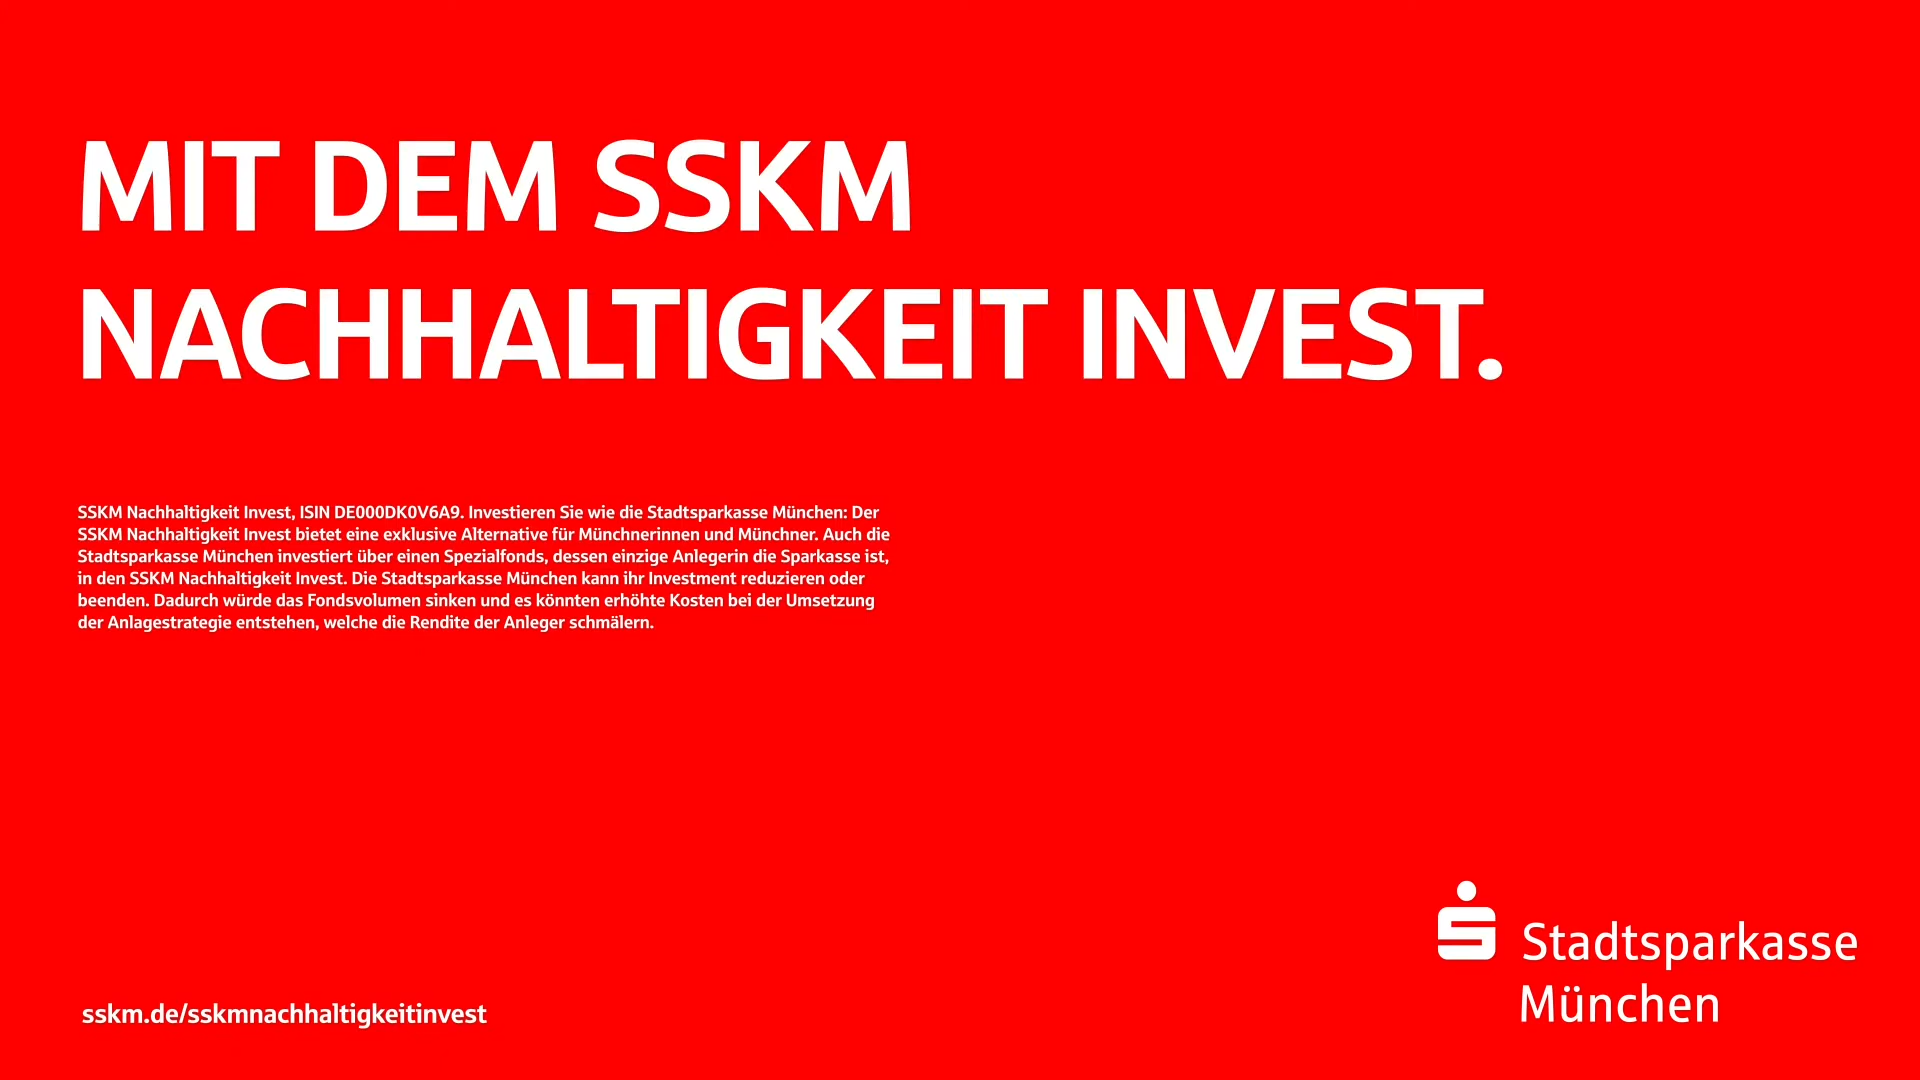 MIT DEM SSKM
NACHHALTIGKEIT INVEST.
SSKM Nachhaltigkeit Invest, ISIN DE000DK0V6A9. Investieren Sie wie die Stadtsparkasse München: Der
SSKM Nachhaltigkeit Invest bietet eine exklusive Alternative für Münchnerinnen und Münchner. Auch die
Stadtsparkasse München investiert über einen Spezialfonds, dessen einzige Anlegerin die Sparkasse ist,
in den SSKM Nachhaltigkeit Invest. Die Stadtsparkasse München kann ihr Investment reduzieren oder
beenden. Dadurch würde das Fondsvolumen sinken und es könnten erhöhte Kosten bei der Umsetzung
der Anlagestrategie entstehen, welche die Rendite der Anleger schmälern.
Stadtsparkasse
München
sskm.de/sskmnachhaltigkeitinvest